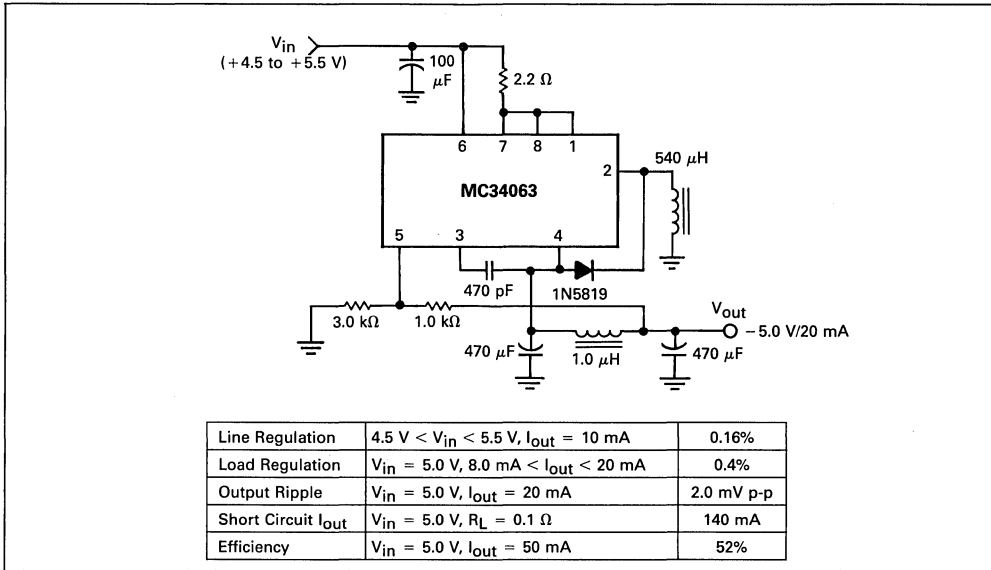 Vin
(+4.5 to +5.5 V)
100
μF
2.2 Ω
6 7 8 1
2
540 μH
MC34063
5 3 4
470 pF
1N5819
3.0 kΩ
1.0 kΩ
Vout
−5.0 V/20 mA
470 μF
1.0 μH
470 μF
Line Regulation 4.5 V < Vin < 5.5 V, Iout = 10 mA 0.16%
Load Regulation Vin = 5.0 V, 8.0 mA < Iout < 20 mA 0.4%
Output Ripple Vin = 5.0 V, Iout = 20 mA 2.0 mV p-p
Short Circuit Iout Vin = 5.0 V, RL = 0.1 Ω 140 mA
Efficiency Vin = 5.0 V, Iout = 50 mA 52%